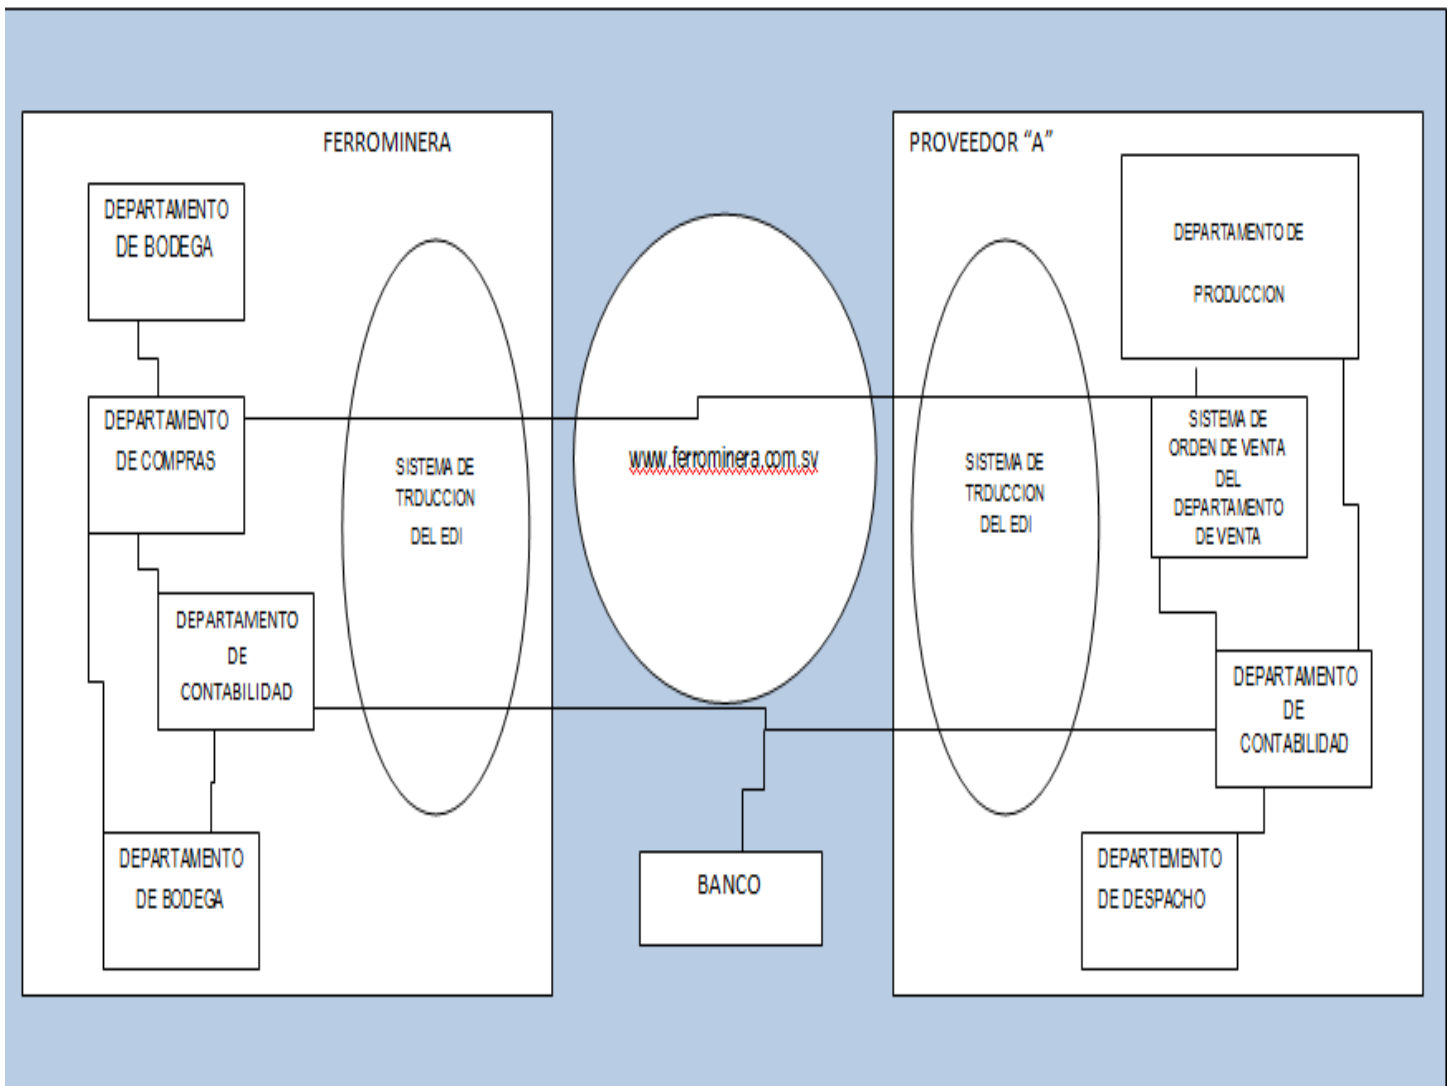 FERROMINERA
DEPARTAMENTO
DE BODEGA
DEPARTAMENTO
DE COMPRAS
DEPARTAMENTO
DE
CONTABILIDAD
DEPARTAMENTO
DE BODEGA
SISTEMA DE
TRDUCCION
DEL EDI
www.ferrominera.com.sv
BANCO
PROVEEDOR “A”
SISTEMA DE
TRDUCCION
DEL EDI
DEPARTAMENTO DE
PRODUCCION
SISTEMA DE
ORDEN DE VENTA
DEL
DEPARTAMENTO
DE VENTA
DEPARTAMENTO
DE
CONTABILIDAD
DEPARTEMENTO
DE DESPACHO